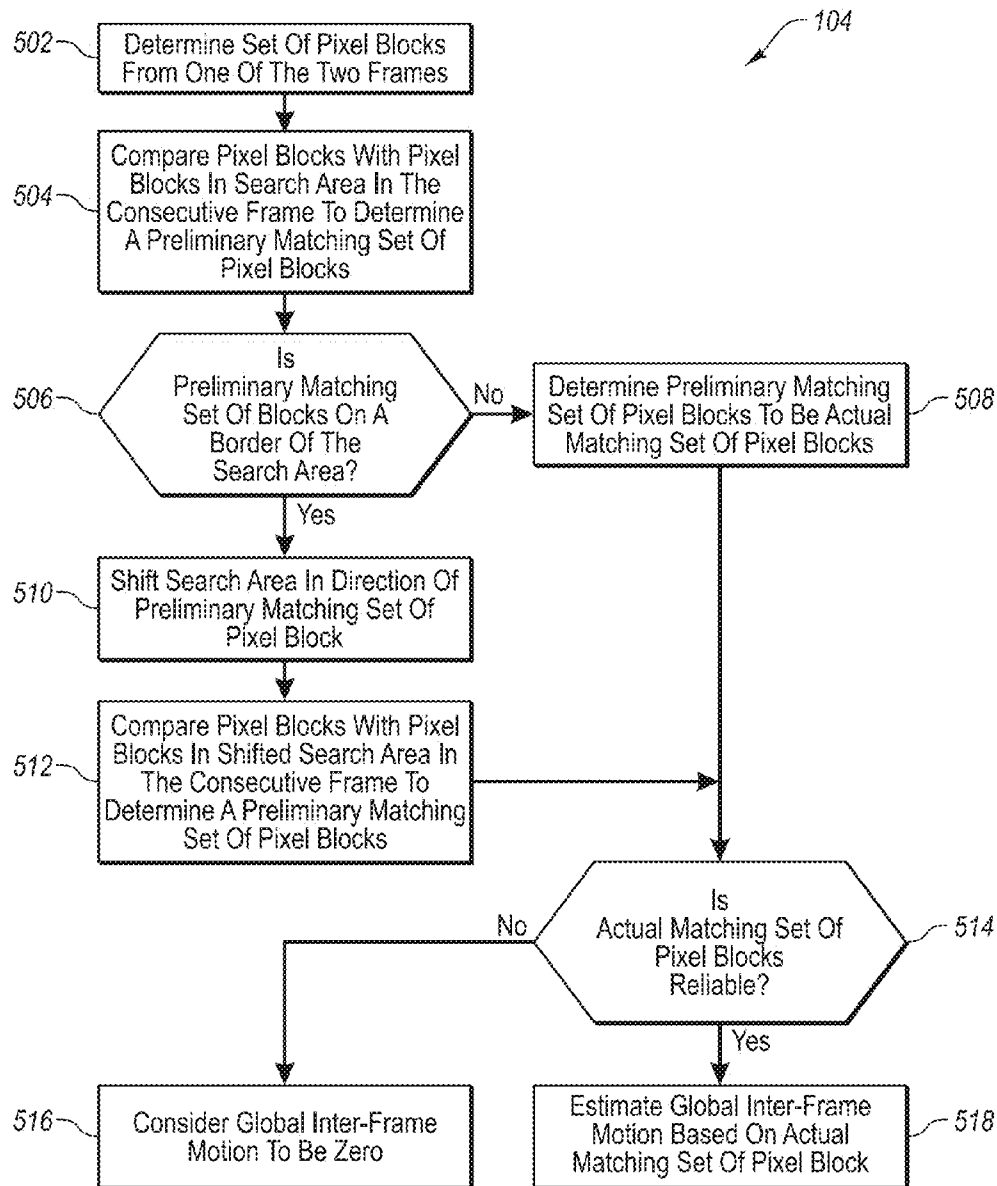 104
502
Determine Set Of Pixel Blocks
From One Of The Two Frames
504
Compare Pixel Blocks With Pixel
Blocks In Search Area In The
Consecutive Frame To Determine
A Preliminary Matching Set Of
Pixel Blocks
506
Is
Preliminary Matching
Set Of Blocks On A
Border Of The
Search Area?
No
Determine Preliminary Matching
Set Of Pixel Blocks To Be Actual
Matching Set Of Pixel Blocks
508
Yes
510
Shift Search Area In Direction Of
Preliminary Matching Set Of
Pixel Block
512
Compare Pixel Blocks With Pixel
Blocks In Shifted Search Area In
The Consecutive Frame To
Determine A Preliminary Matching
Set Of Pixel Blocks
Is
Actual Matching Set Of
Pixel Blocks
Reliable?
514
No
Yes
516
Consider Global Inter-Frame
Motion To Be Zero
Estimate Global Inter-Frame
Motion Based On Actual
Matching Set Of Pixel Block
518